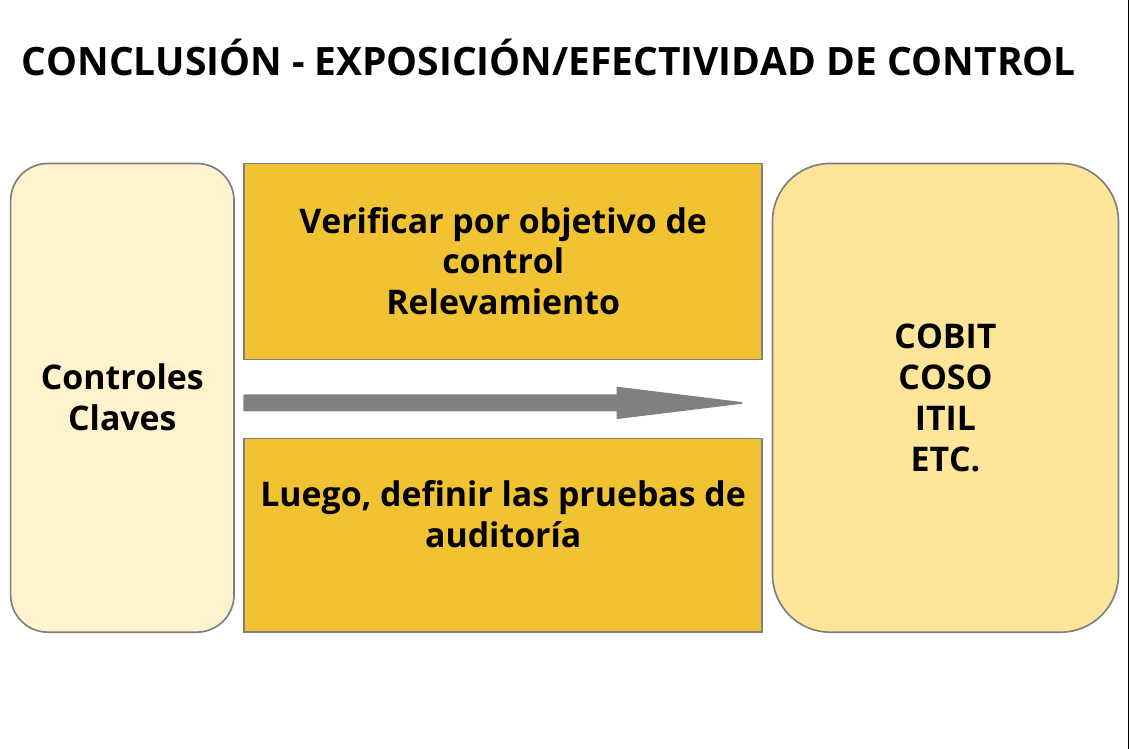 CONCLUSIÓN - EXPOSICIÓN/EFECTIVIDAD DE CONTROL
Controles
Claves
Verificar por objetivo de
control
Relevamiento
Luego, definir las pruebas de
auditoría
COBIT
COSO
ITIL
ETC.